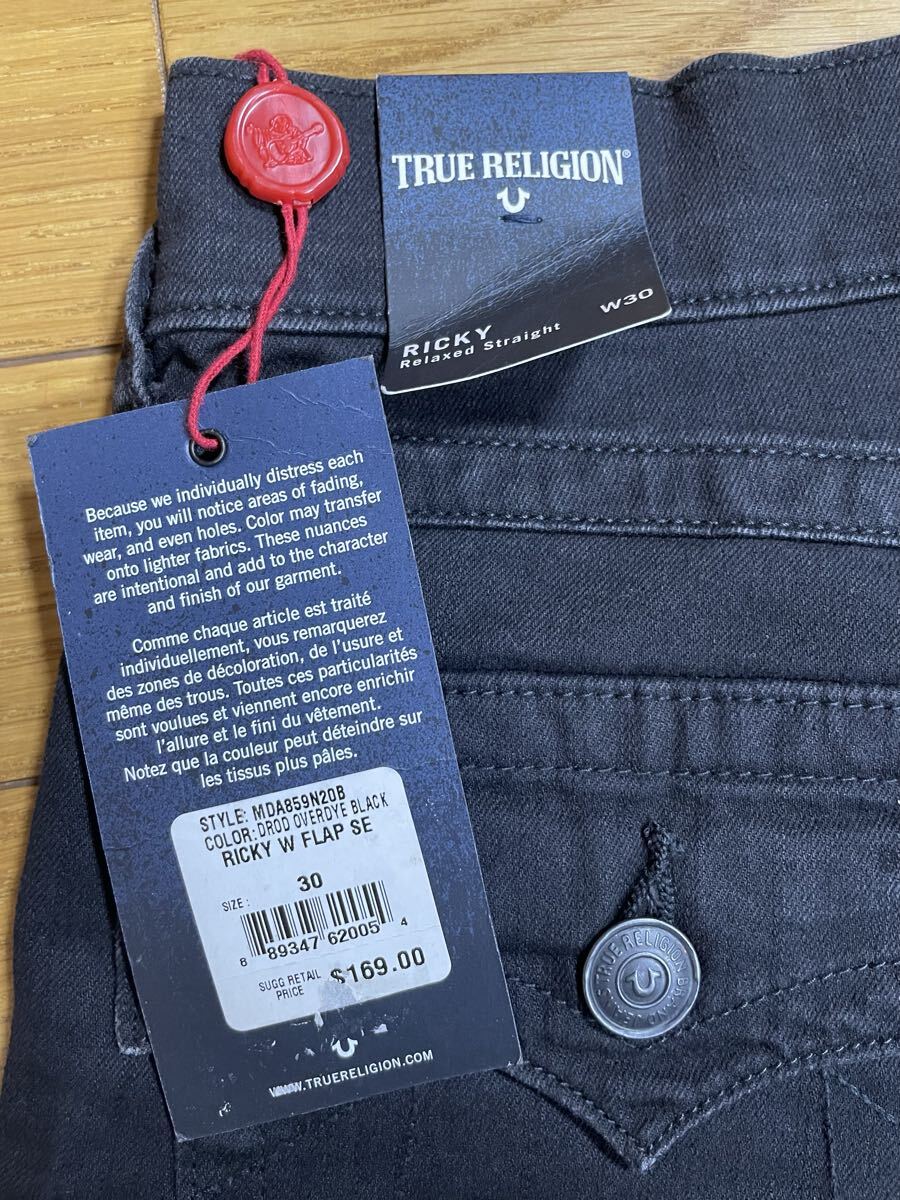 TRUE RELIGION®
RICKY
Relaxed Straight
W30
Because we individually distress each
item, you will notice areas of fading,
wear, and even holes. Color may transfer
onto lighter fabrics. These nuances
are intentional and add to the character
and finish of our garment.
Comme chaque article est traité
individuellement, vous remarquerez
des zones de décoloration, de l'usure et
même des trous. Toutes ces particularités
sont voulues et viennent encore enrichir
l'allure et le fini du vêtement.
Notez que la couleur peut déteindre sur
les tissus plus pâles.
STYLE: MDA859N20B
COLOR: DROD OVERDYE BLACK
RICKY W FLAP SE
SIZE: 30
8 89347 62005 4
SUGG RETAIL
PRICE
$169.00
WWW.TRUERELIGION.COM
TRUE RELIGION BRAND JEANS